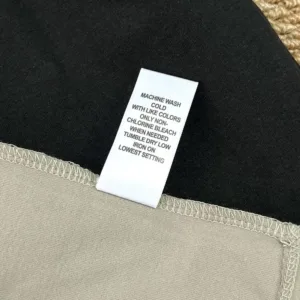 MACHINE WASH
COLD
WITH LIKE COLORS
ONLY NON-
CHLORINE BLEACH
WHEN NEEDED
TUMBLE DRY LOW
IRON ON
LOWEST SETTING